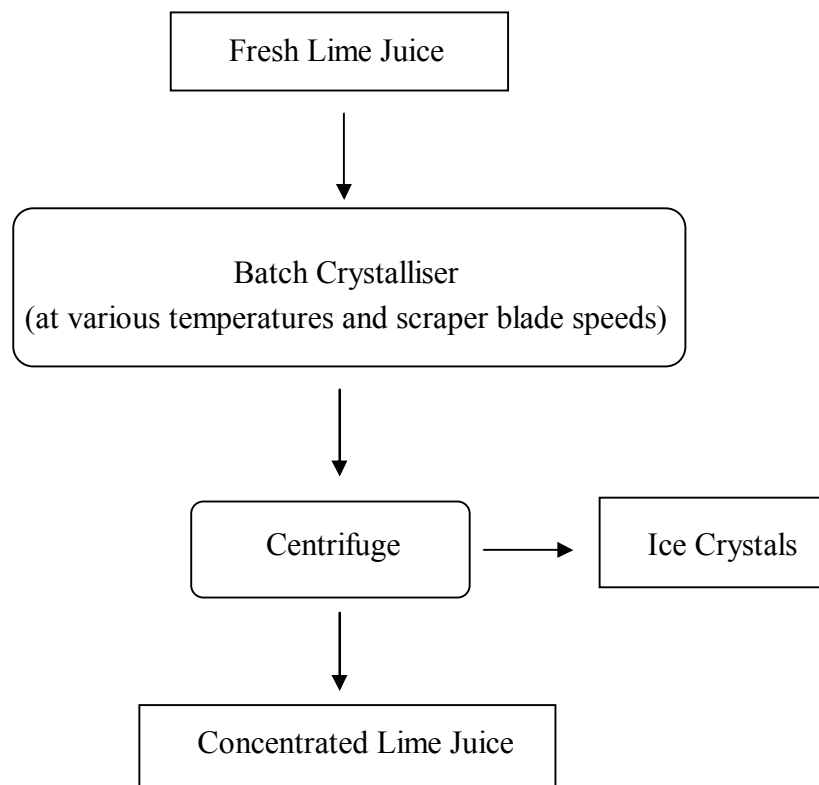 Fresh Lime Juice
Batch Crystalliser
(at various temperatures and scraper blade speeds)
Centrifuge
Ice Crystals
Concentrated Lime Juice